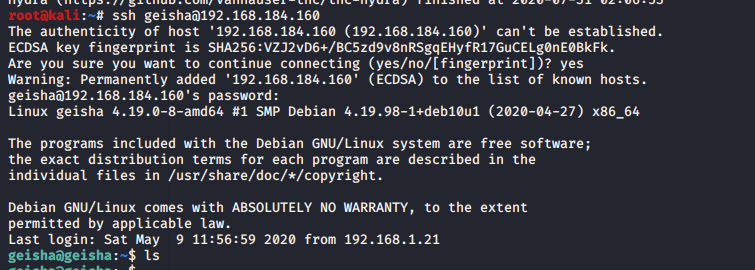 hydra (https://github.com/vanhauser-thc/thc-hydra) finished at 2020-07-31 02:06:55
root@kali:~# ssh geisha@192.168.184.160
The authenticity of host '192.168.184.160 (192.168.184.160)' can't be established.
ECDSA key fingerprint is SHA256:VZJ2vD6+/BC5zd9v8nRSgqEHyfR17GuCELg0nE0BkFk.
Are you sure you want to continue connecting (yes/no/[fingerprint])? yes
Warning: Permanently added '192.168.184.160' (ECDSA) to the list of known hosts.
geisha@192.168.184.160's password:
Linux geisha 4.19.0-8-amd64 #1 SMP Debian 4.19.98-1+deb10u1 (2020-04-27) x86_64
The programs included with the Debian GNU/Linux system are free software;
the exact distribution terms for each program are described in the
individual files in /usr/share/doc/*/copyright.
Debian GNU/Linux comes with ABSOLUTELY NO WARRANTY, to the extent
permitted by applicable law.
Last login: Sat May  9 11:56:59 2020 from 192.168.1.21
geisha@geisha:~$ ls
geisha@geisha:~$